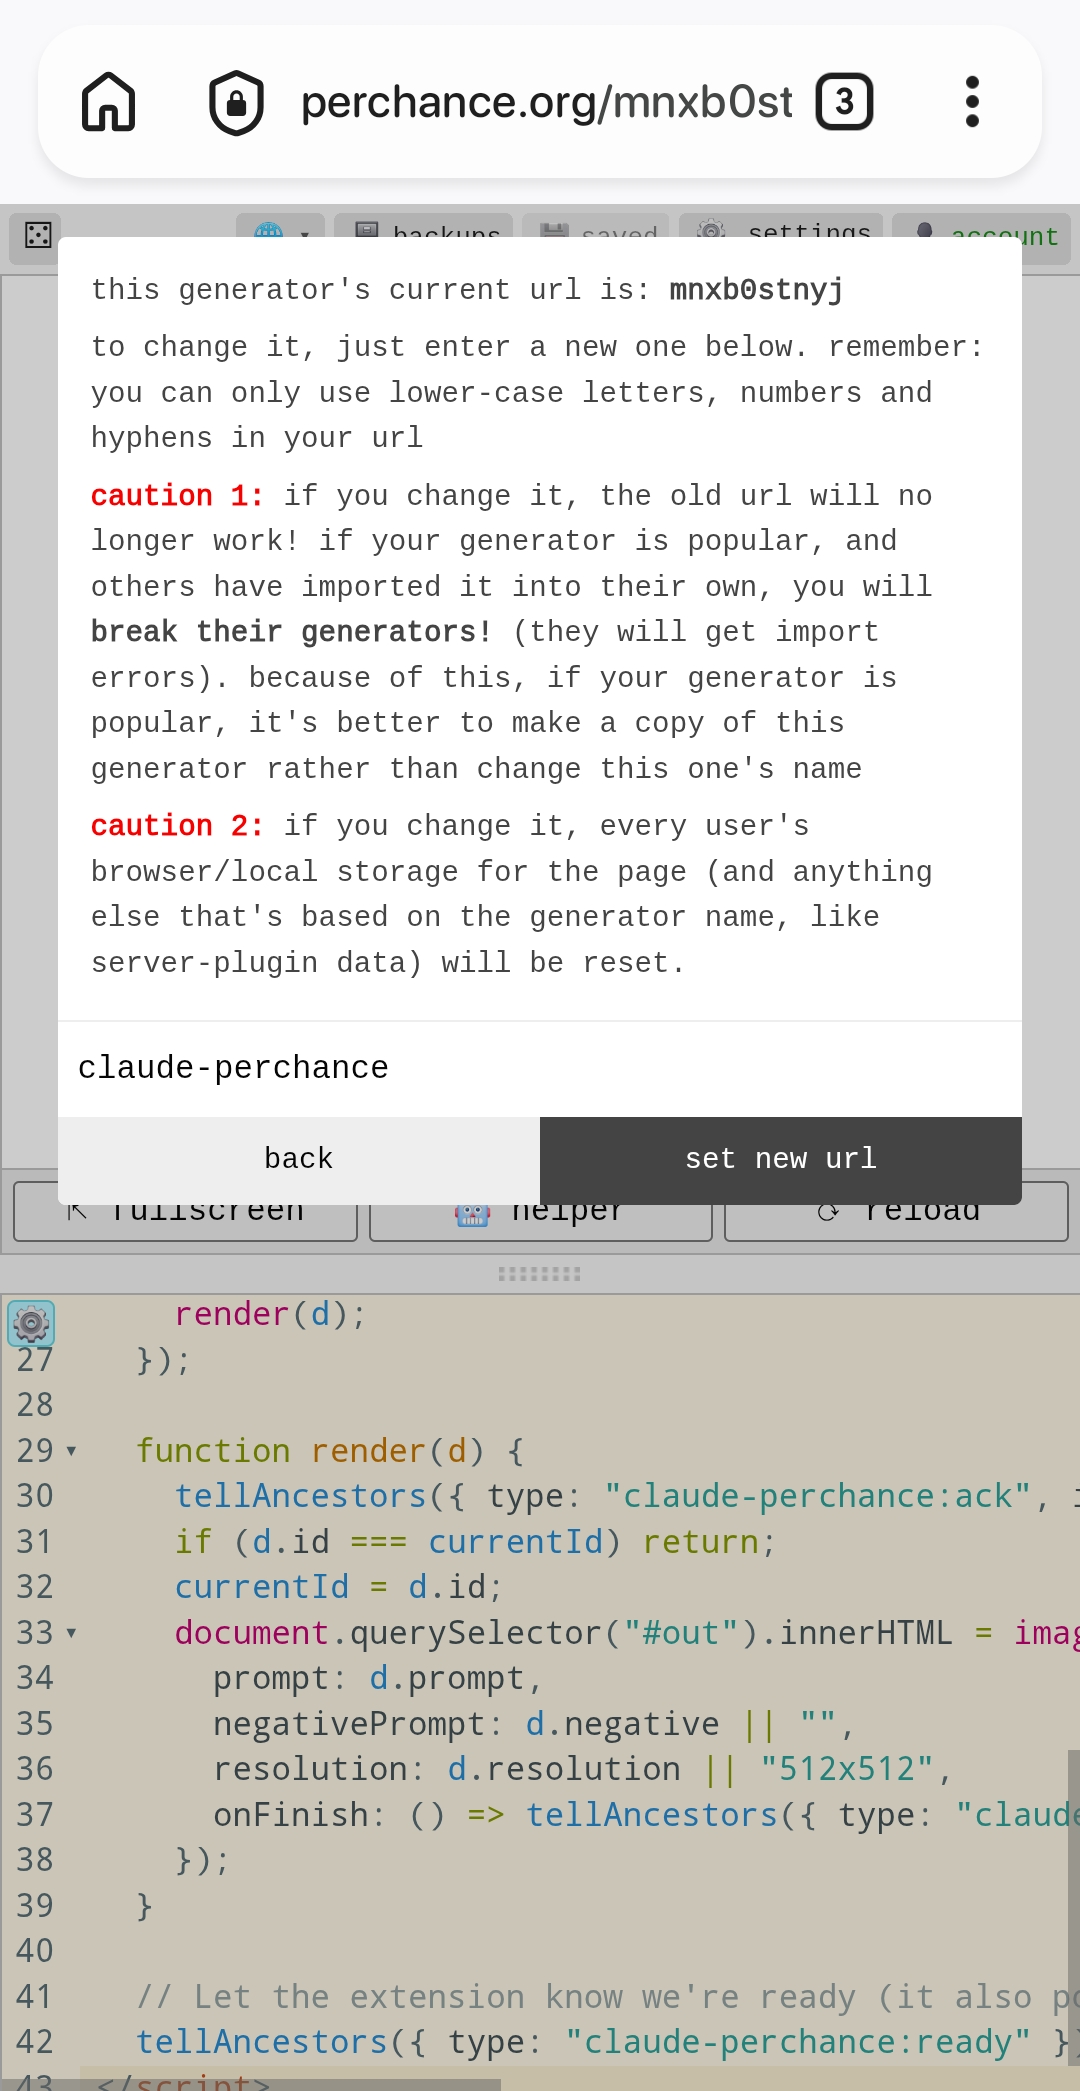 perchance.org/mnxb0st 3
backups saved settings account
this generator's current url is: mnxb0stnyj
to change it, just enter a new one below. remember:
you can only use lower-case letters, numbers and
hyphens in your url
caution 1: if you change it, the old url will no
longer work! if your generator is popular, and
others have imported it into their own, you will
break their generators! (they will get import
errors). because of this, if your generator is
popular, it's better to make a copy of this
generator rather than change this one's name
caution 2: if you change it, every user's
browser/local storage for the page (and anything
else that's based on the generator name, like
server-plugin data) will be reset.
claude-perchance
back set new url
fullscreen helper reload
render(d);
27 });
28
29 function render(d) {
30 tellAncestors({ type: "claude-perchance:ack",
31 if (d.id === currentId) return;
32 currentId = d.id;
33 document.querySelector("#out").innerHTML = imag
34 prompt: d.prompt,
35 negativePrompt: d.negative || "",
36 resolution: d.resolution || "512x512",
37 onFinish: () => tellAncestors({ type: "claude
38 });
39 }
40
41 // Let the extension know we're ready (it also po
42 tellAncestors({ type: "claude-perchance:ready" })
43 </script>